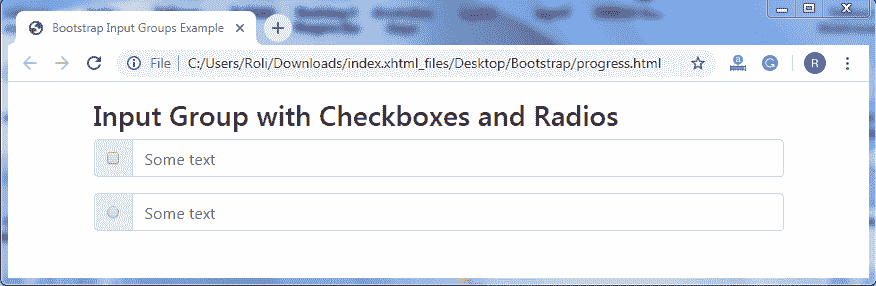 Bootstrap Input Groups Example
File C:/Users/Roli/Downloads/index.xhtml_files/Desktop/Bootstrap/progress.html
R
Input Group with Checkboxes and Radios
Some text
Some text